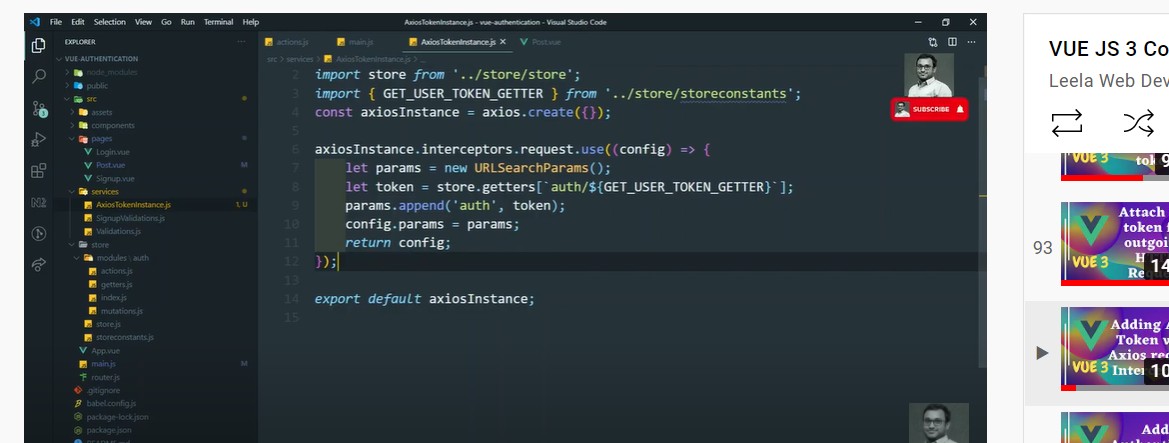 File Edit Selection View Go Run Terminal Help
AxiosTokenInstance.js - vue-authentication - Visual Studio Code
EXPLORER
VUE-AUTHENTICATION
node_modules
public
src
assets
components
pages
Login.vue
Post.vue M
Signup.vue
services
AxiosTokenInstance.js 1, U
SignupValidations.js
Validations.js
store
modules \ auth
actions.js
getters.js
index.js
mutations.js
store.js
storeconstants.js
App.vue
main.js M
router.js
.gitignore
babel.config.js
package-lock.json
package.json
README.md
actions.js main.js AxiosTokenInstance.js Post.vue
src > services > AxiosTokenInstance.js > ...
2 import store from '../store/store';
3 import { GET_USER_TOKEN_GETTER } from '../store/storeconstants';
4 const axiosInstance = axios.create({});
5
6 axiosInstance.interceptors.request.use((config) => {
7 let params = new URLSearchParams();
8 let token = store.getters[`auth/${GET_USER_TOKEN_GETTER}`];
9 params.append('auth', token);
10 config.params = params;
11 return config;
12 });
13
14 export default axiosInstance;
15
SUBSCRIBE
VUE JS 3 Co
Leela Web Dev
VUE 3
tok
93
Attach
token
outgoi
Re
VUE 3
14
Adding A
Token
Axios re
Inter
VUE 3
10
Add